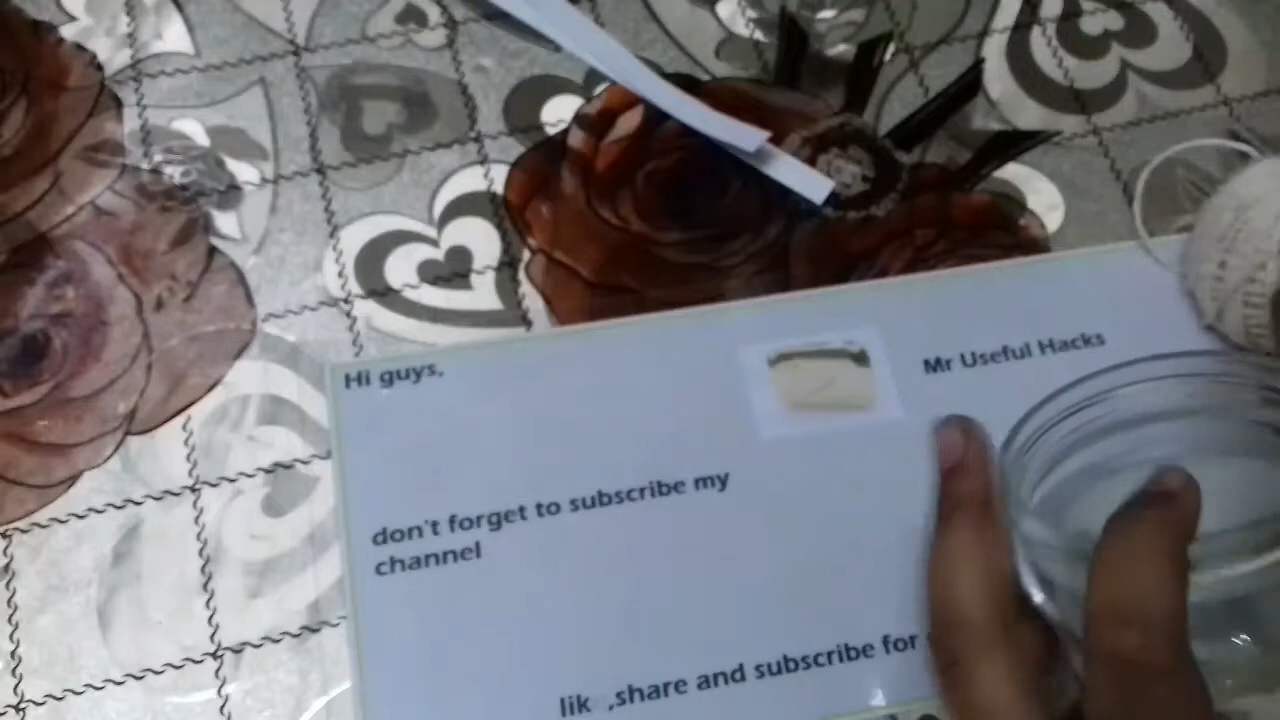 Hi guys,
Mr Useful Hacks
don't forget to subscribe my
channel
lik ,share and subscribe for